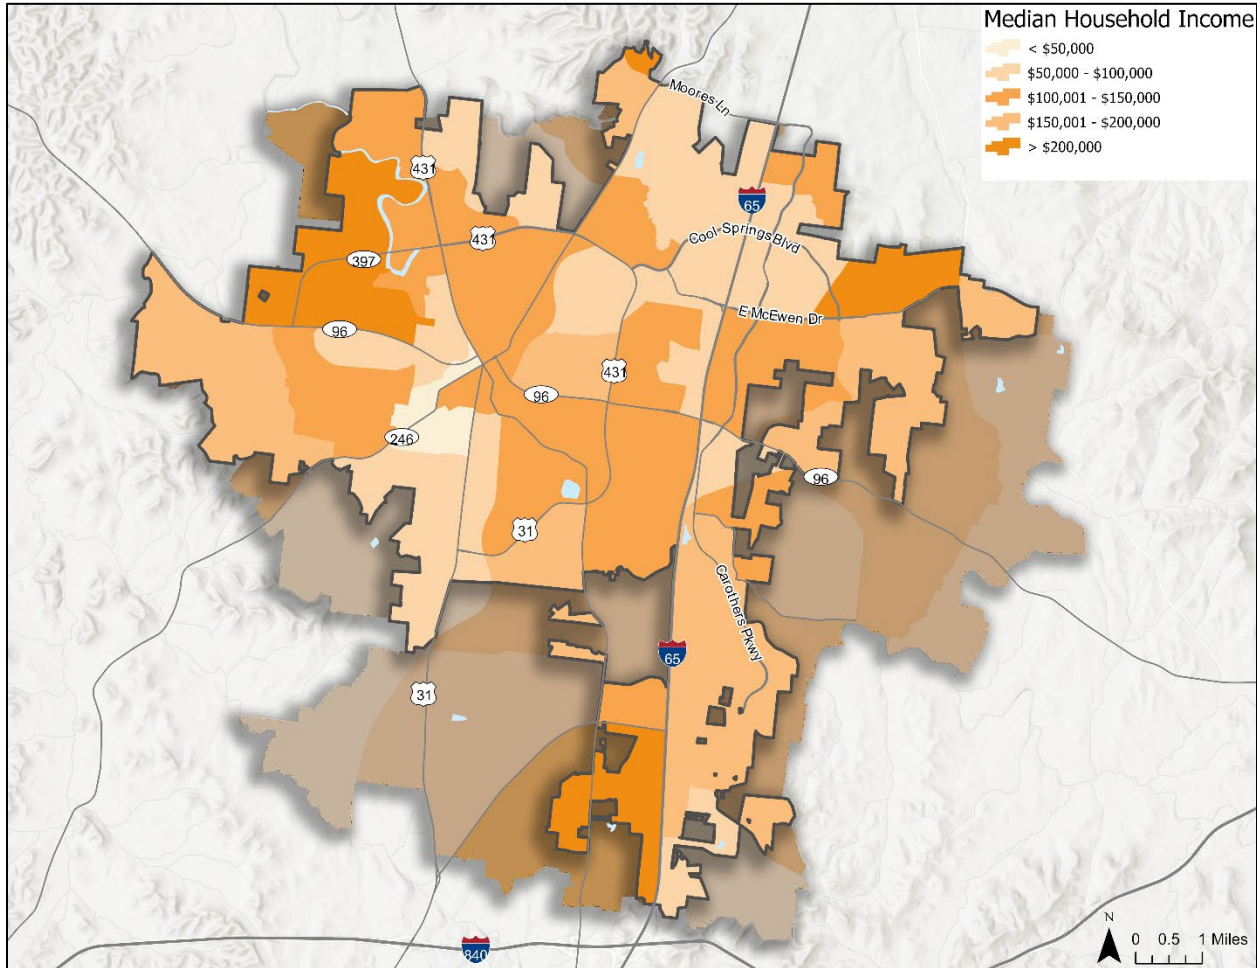 Median Household Income
< $50,000
$50,000 - $100,000
$100,001 - $150,000
$150,001 - $200,000
> $200,000
Moores Ln
431
65
Cool Springs Blvd
431
397
E McEwen Dr
96
431
96
246
96
31
Carothers Pkwy
65
31
840
N
0 0.5 1 Miles